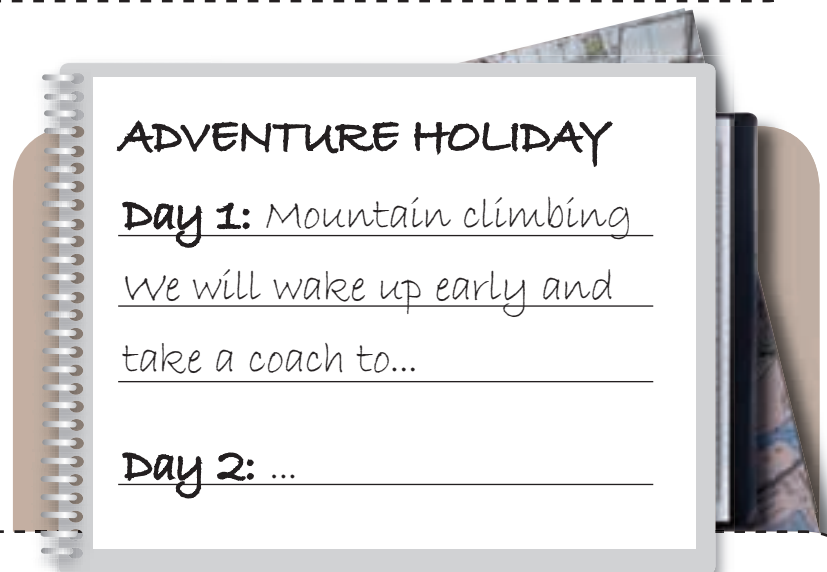 ADVENTURE HOLIDAY
Day 1: Mountain climbing
We will wake up early and
take a coach to...
Day 2: ...